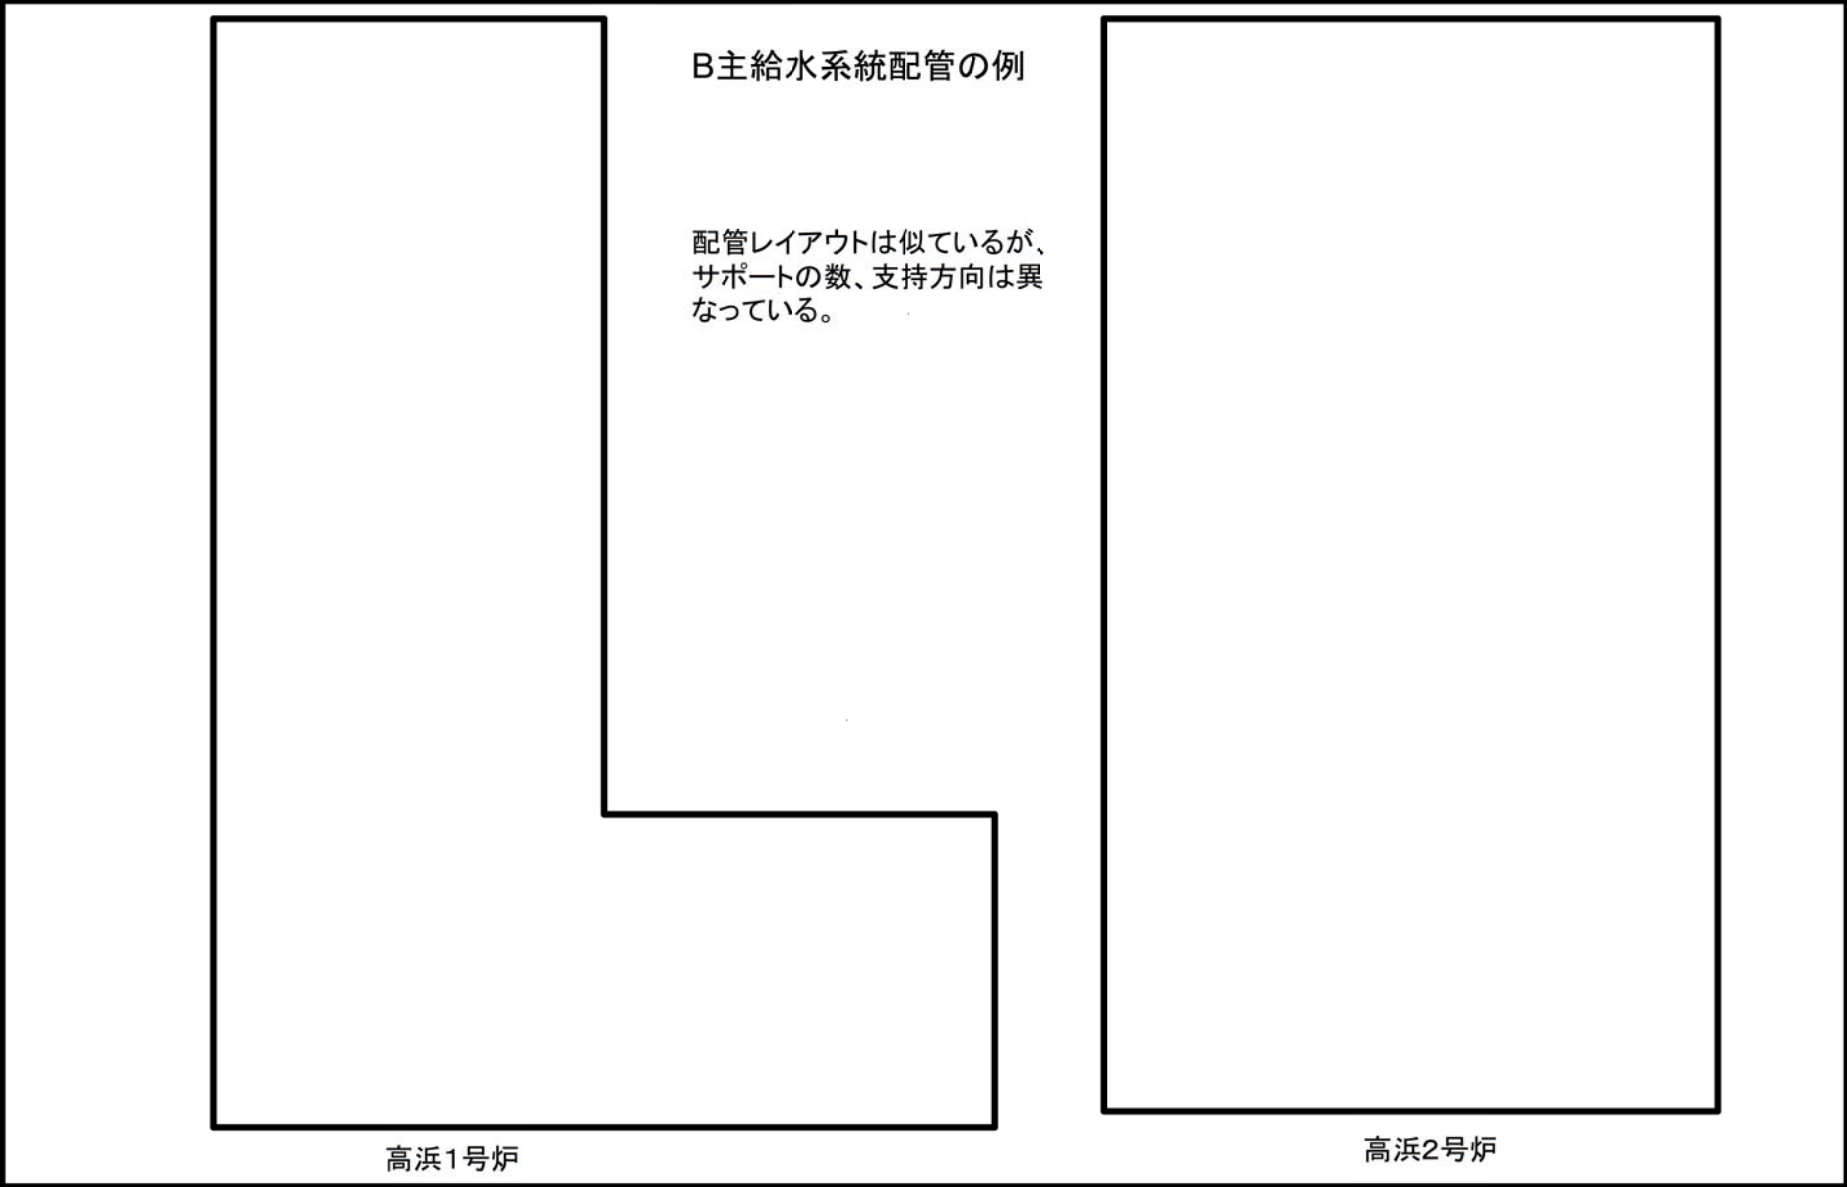 B主給水系統配管の例
配管レイアウトは似ているが、
サポートの数、支持方向は異
なっている。
高浜1号炉
高浜2号炉